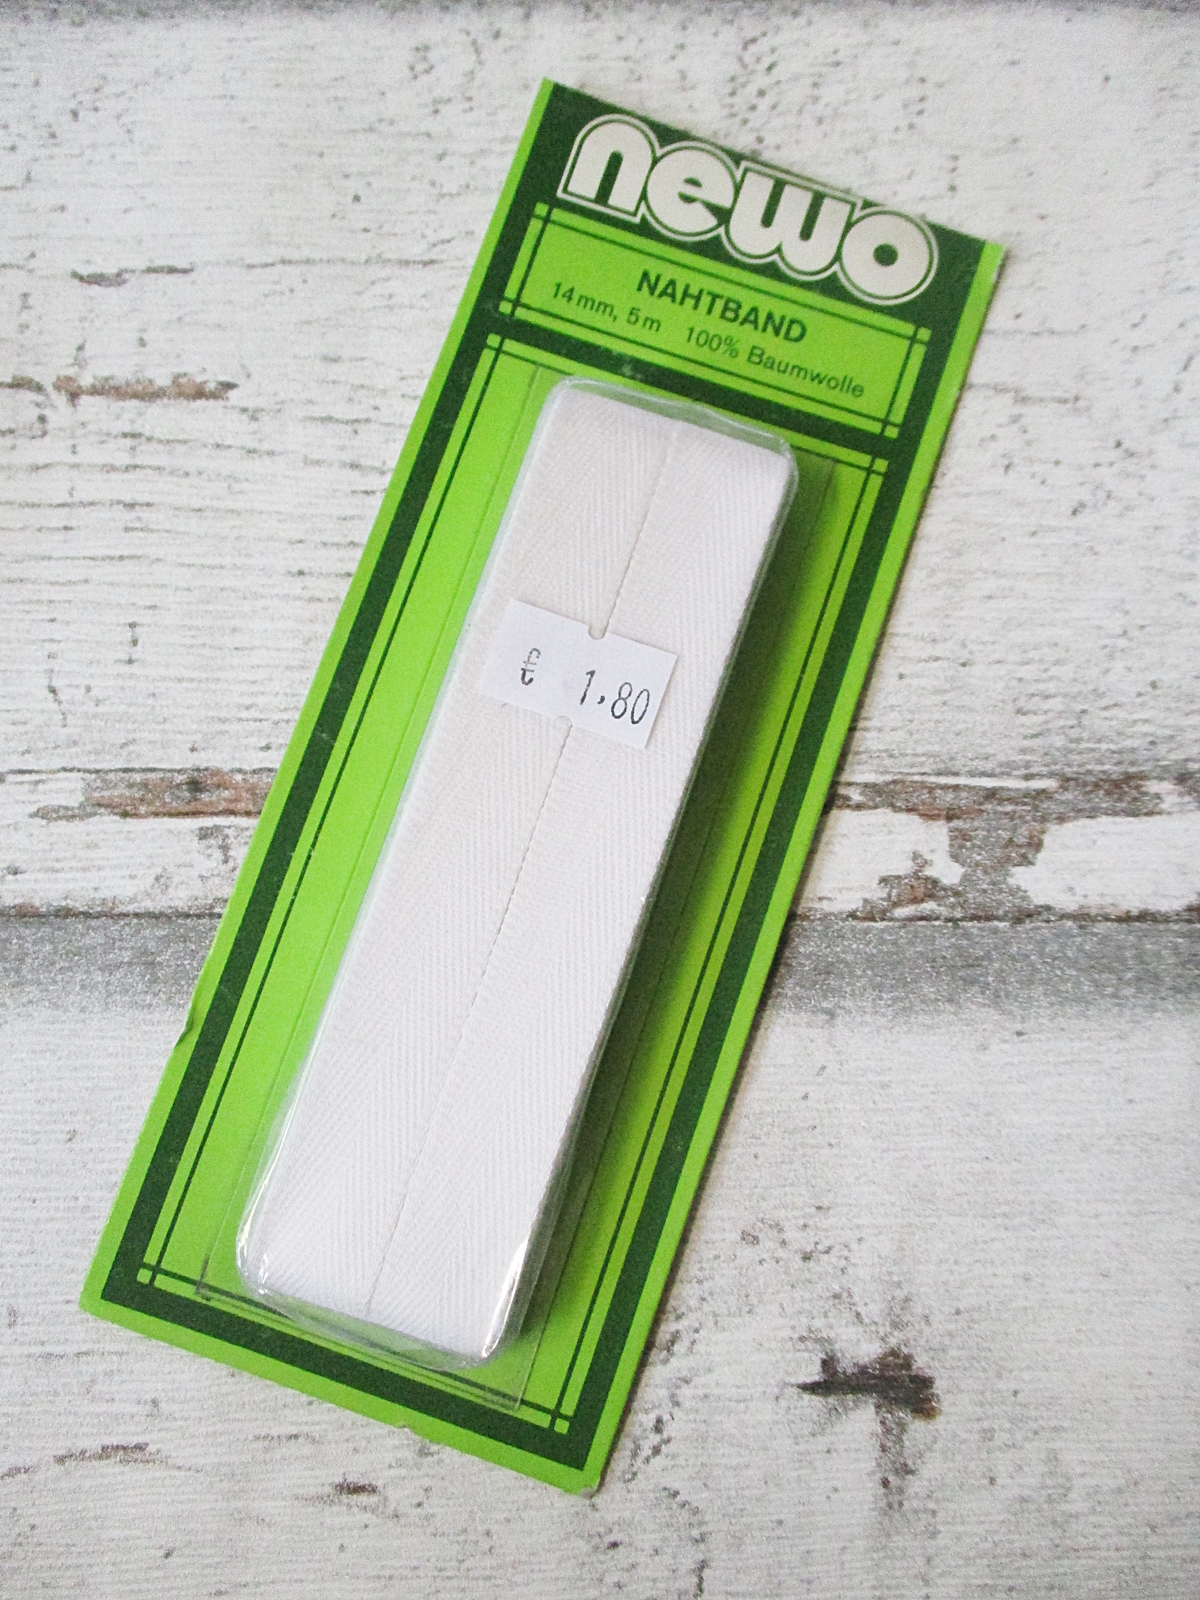 newo
NAHTBAND
14mm, 5m 100% Baumwolle
€ 1,80